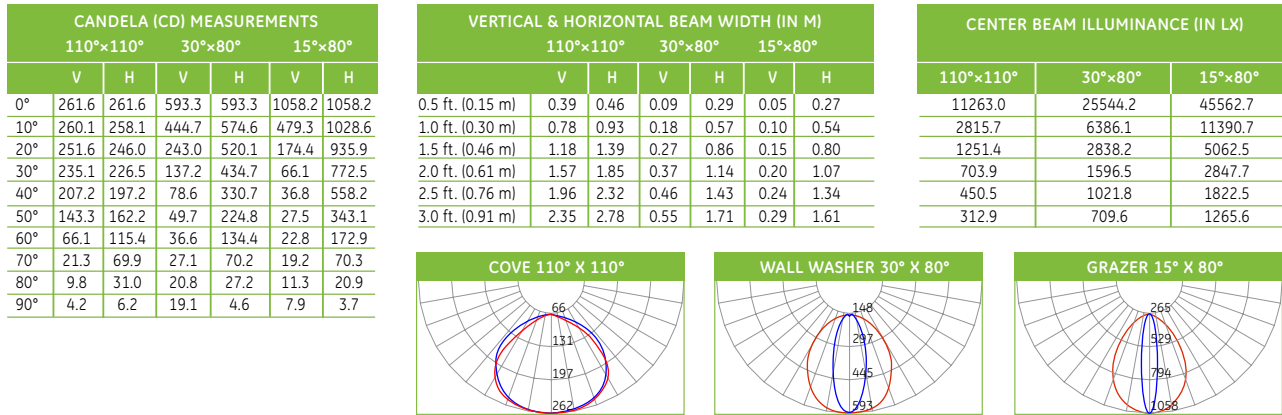 CANDELA (CD) MEASUREMENTS
110°×110° 30°×80° 15°×80°
V H V H V H
0° 261.6 261.6 593.3 593.3 1058.2 1058.2
10° 260.1 258.1 444.7 574.6 479.3 1028.6
20° 251.6 246.0 243.0 520.1 174.4 935.9
30° 235.1 226.5 137.2 434.7 66.1 772.5
40° 207.2 197.2 78.6 330.7 36.8 558.2
50° 143.3 162.2 49.7 224.8 27.5 343.1
60° 66.1 115.4 36.6 134.4 22.8 172.9
70° 21.3 69.9 27.1 70.2 19.2 70.3
80° 9.8 31.0 20.8 27.2 11.3 20.9
90° 4.2 6.2 19.1 4.6 7.9 3.7
VERTICAL & HORIZONTAL BEAM WIDTH (IN M)
110°×110° 30°×80° 15°×80°
V H V H V H
0.5 ft. (0.15 m) 0.39 0.46 0.09 0.29 0.05 0.27
1.0 ft. (0.30 m) 0.78 0.93 0.18 0.57 0.10 0.54
1.5 ft. (0.46 m) 1.18 1.39 0.27 0.86 0.15 0.80
2.0 ft. (0.61 m) 1.57 1.85 0.37 1.14 0.20 1.07
2.5 ft. (0.76 m) 1.96 2.32 0.46 1.43 0.24 1.34
3.0 ft. (0.91 m) 2.35 2.78 0.55 1.71 0.29 1.61
CENTER BEAM ILLUMINANCE (IN LX)
110°×110° 30°×80° 15°×80°
11263.0 25544.2 45562.7
2815.7 6386.1 11390.7
1251.4 2838.2 5062.5
703.9 1596.5 2847.7
450.5 1021.8 1822.5
312.9 709.6 1265.6
COVE 110° X 110°
66
131
197
262
WALL WASHER 30° X 80°
148
297
445
593
GRAZER 15° X 80°
265
529
794
1058